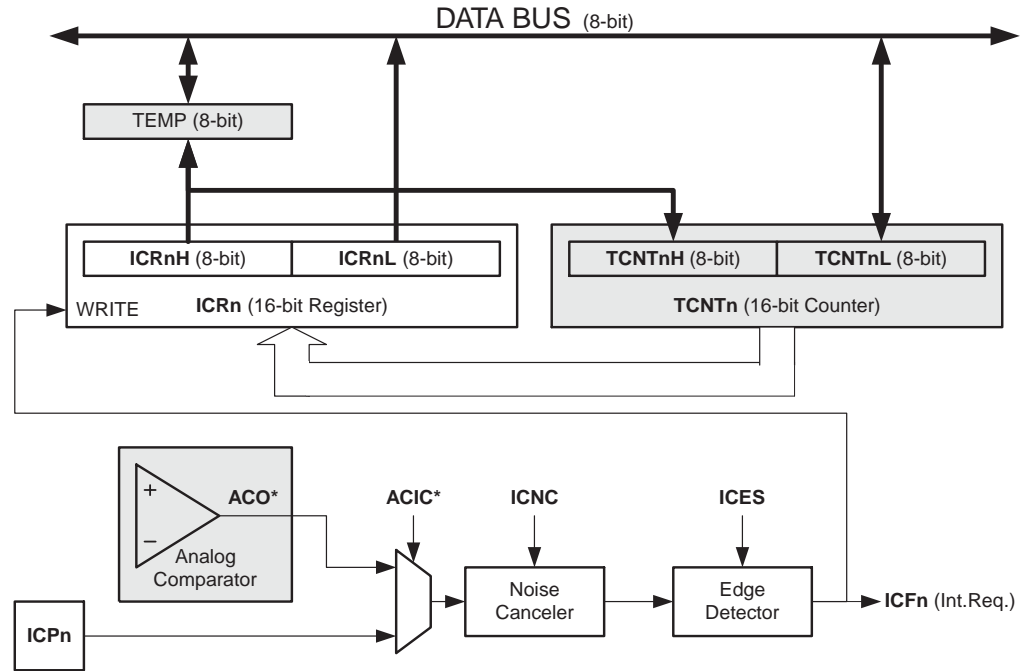 DATA BUS (8-bit)
TEMP (8-bit)
ICRnH (8-bit)
ICRnL (8-bit)
TCNTnH (8-bit)
TCNTnL (8-bit)
WRITE
ICRn (16-bit Register)
TCNTn (16-bit Counter)
+
−
ACO*
Analog
Comparator
ACIC*
ICNC
ICES
Noise
Canceler
Edge
Detector
ICFn (Int.Req.)
ICPn